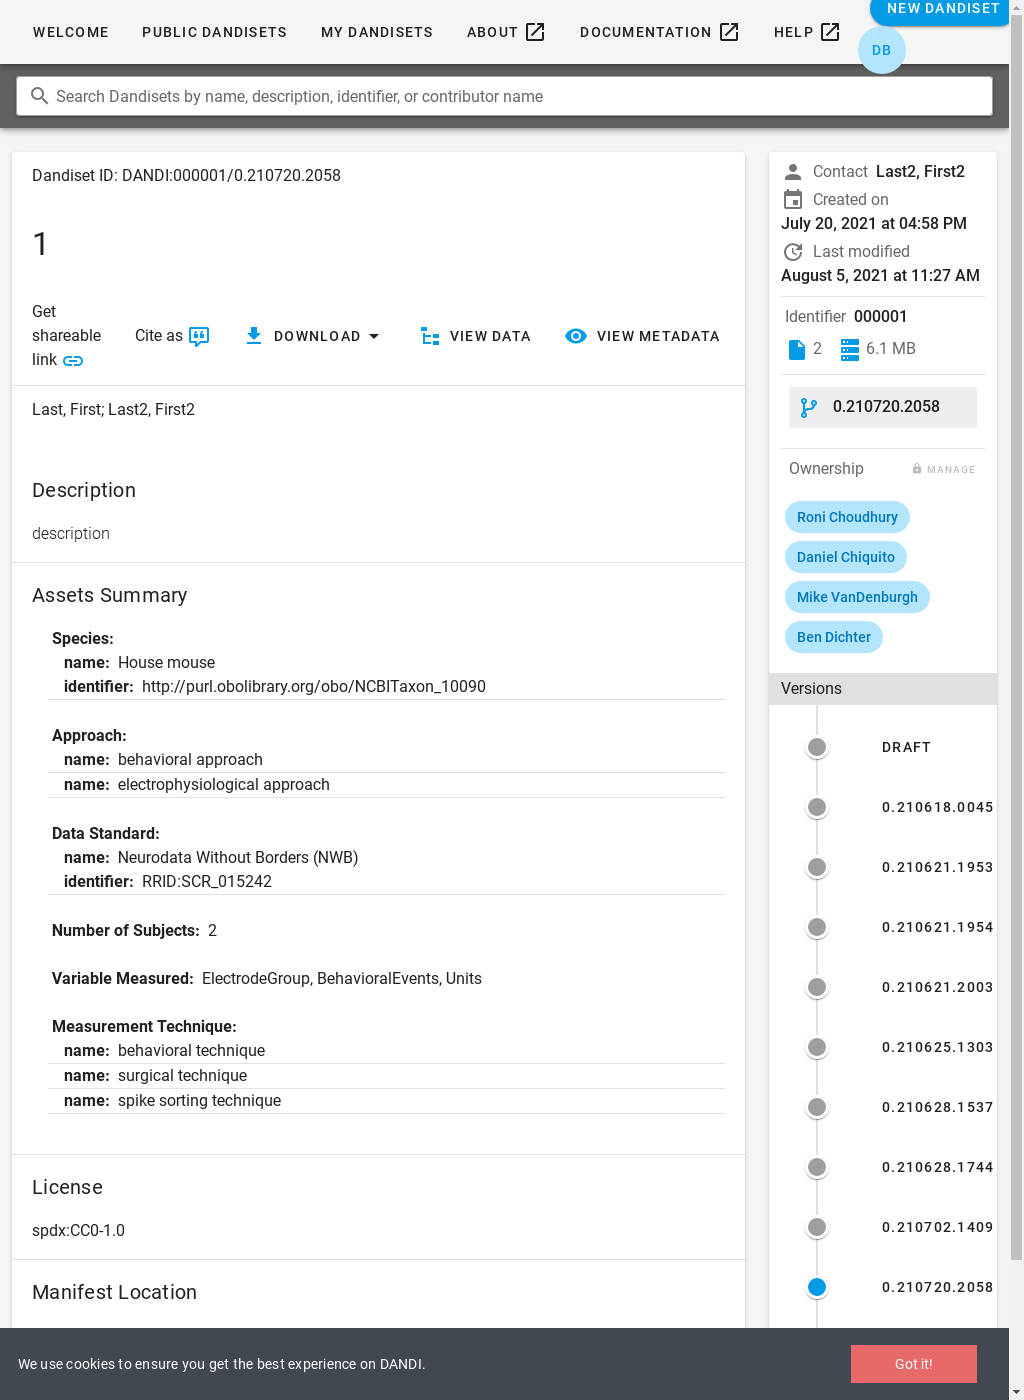 WELCOME
PUBLIC DANDISETS
MY DANDISETS
ABOUT
DOCUMENTATION
HELP
NEW DANDISET
DB
Search Dandisets by name, description, identifier, or contributor name
Dandiset ID: DANDI:000001/0.210720.2058
1
Get
shareable
link
Cite as
DOWNLOAD
VIEW DATA
VIEW METADATA
Last, First; Last2, First2
Description
description
Assets Summary
Species:
name: House mouse
identifier: http://purl.obolibrary.org/obo/NCBITaxon_10090
Approach:
name: behavioral approach
name: electrophysiological approach
Data Standard:
name: Neurodata Without Borders (NWB)
identifier: RRID:SCR_015242
Number of Subjects: 2
Variable Measured: ElectrodeGroup, BehavioralEvents, Units
Measurement Technique:
name: behavioral technique
name: surgical technique
name: spike sorting technique
License
spdx:CC0-1.0
Manifest Location
Contact Last2, First2
Created on
July 20, 2021 at 04:58 PM
Last modified
August 5, 2021 at 11:27 AM
Identifier 000001
2
6.1 MB
0.210720.2058
Ownership
MANAGE
Roni Choudhury
Daniel Chiquito
Mike VanDenburgh
Ben Dichter
Versions
DRAFT
0.210618.0045
0.210621.1953
0.210621.1954
0.210621.2003
0.210625.1303
0.210628.1537
0.210628.1744
0.210702.1409
0.210720.2058
We use cookies to ensure you get the best experience on DANDI.
Got it!